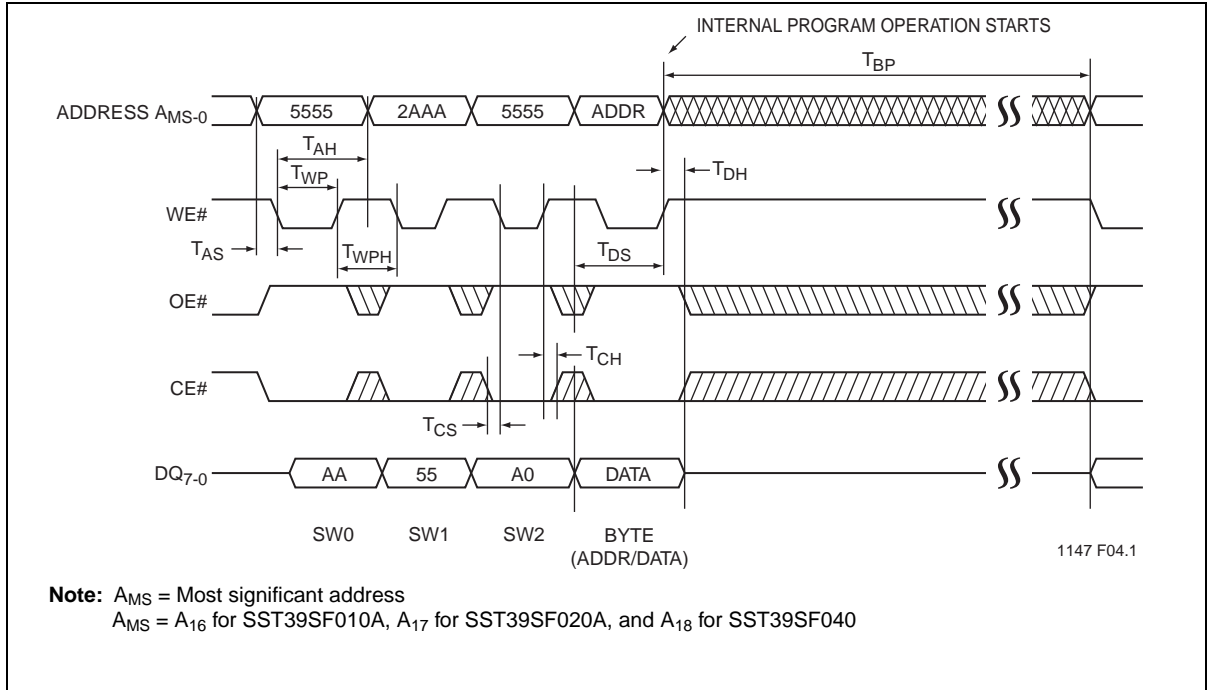 INTERNAL PROGRAM OPERATION STARTS
TBP
ADDRESS AMS-0
5555
2AAA
5555
ADDR
TAH
TDH
TWP
WE#
TAS
TWPH
TDS
OE#
TCH
CE#
TCS
DQ7-0
AA
55
A0
DATA
SW0
SW1
SW2
BYTE
(ADDR/DATA)
1147 F04.1
Note: AMS = Most significant address
AMS = A16 for SST39SF010A, A17 for SST39SF020A, and A18 for SST39SF040